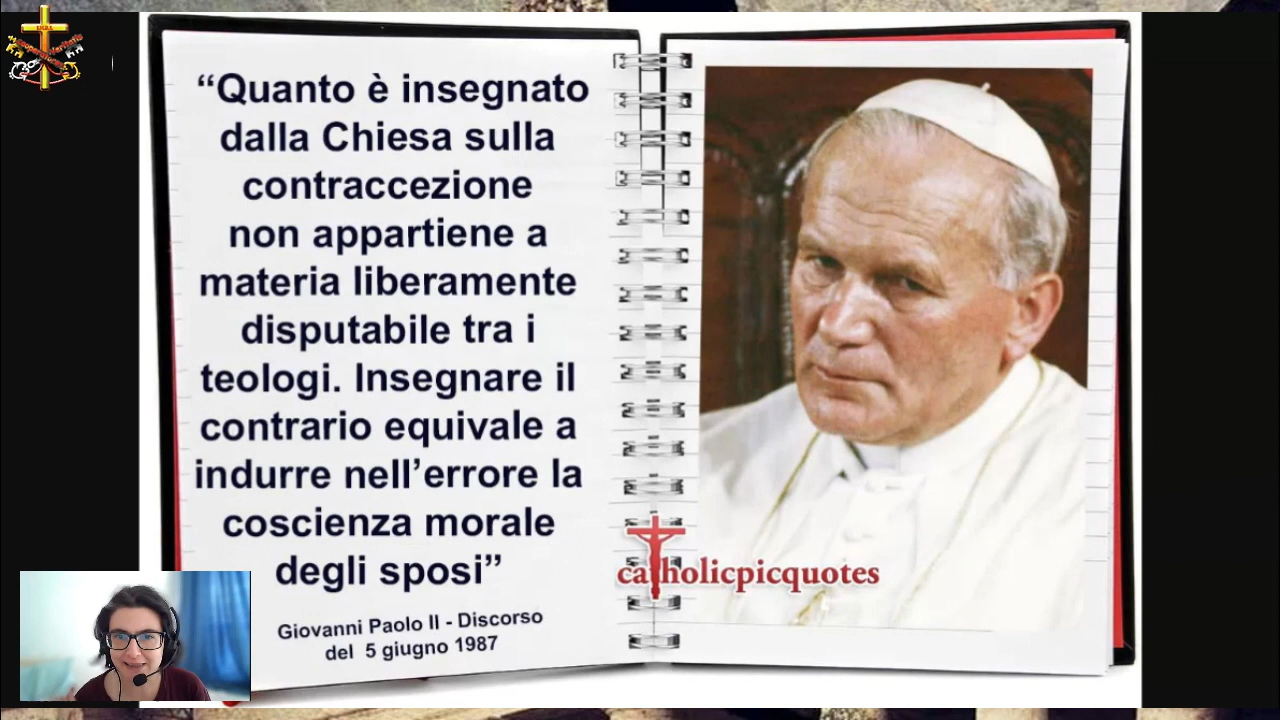 “Quanto è insegnato
dalla Chiesa sulla
contraccezione
non appartiene a
materia liberamente
disputabile tra i
teologi. Insegnare il
contrario equivale a
indurre nell’errore la
coscienza morale
degli sposi”
Giovanni Paolo II - Discorso
del 5 giugno 1987
catholicpicquotes